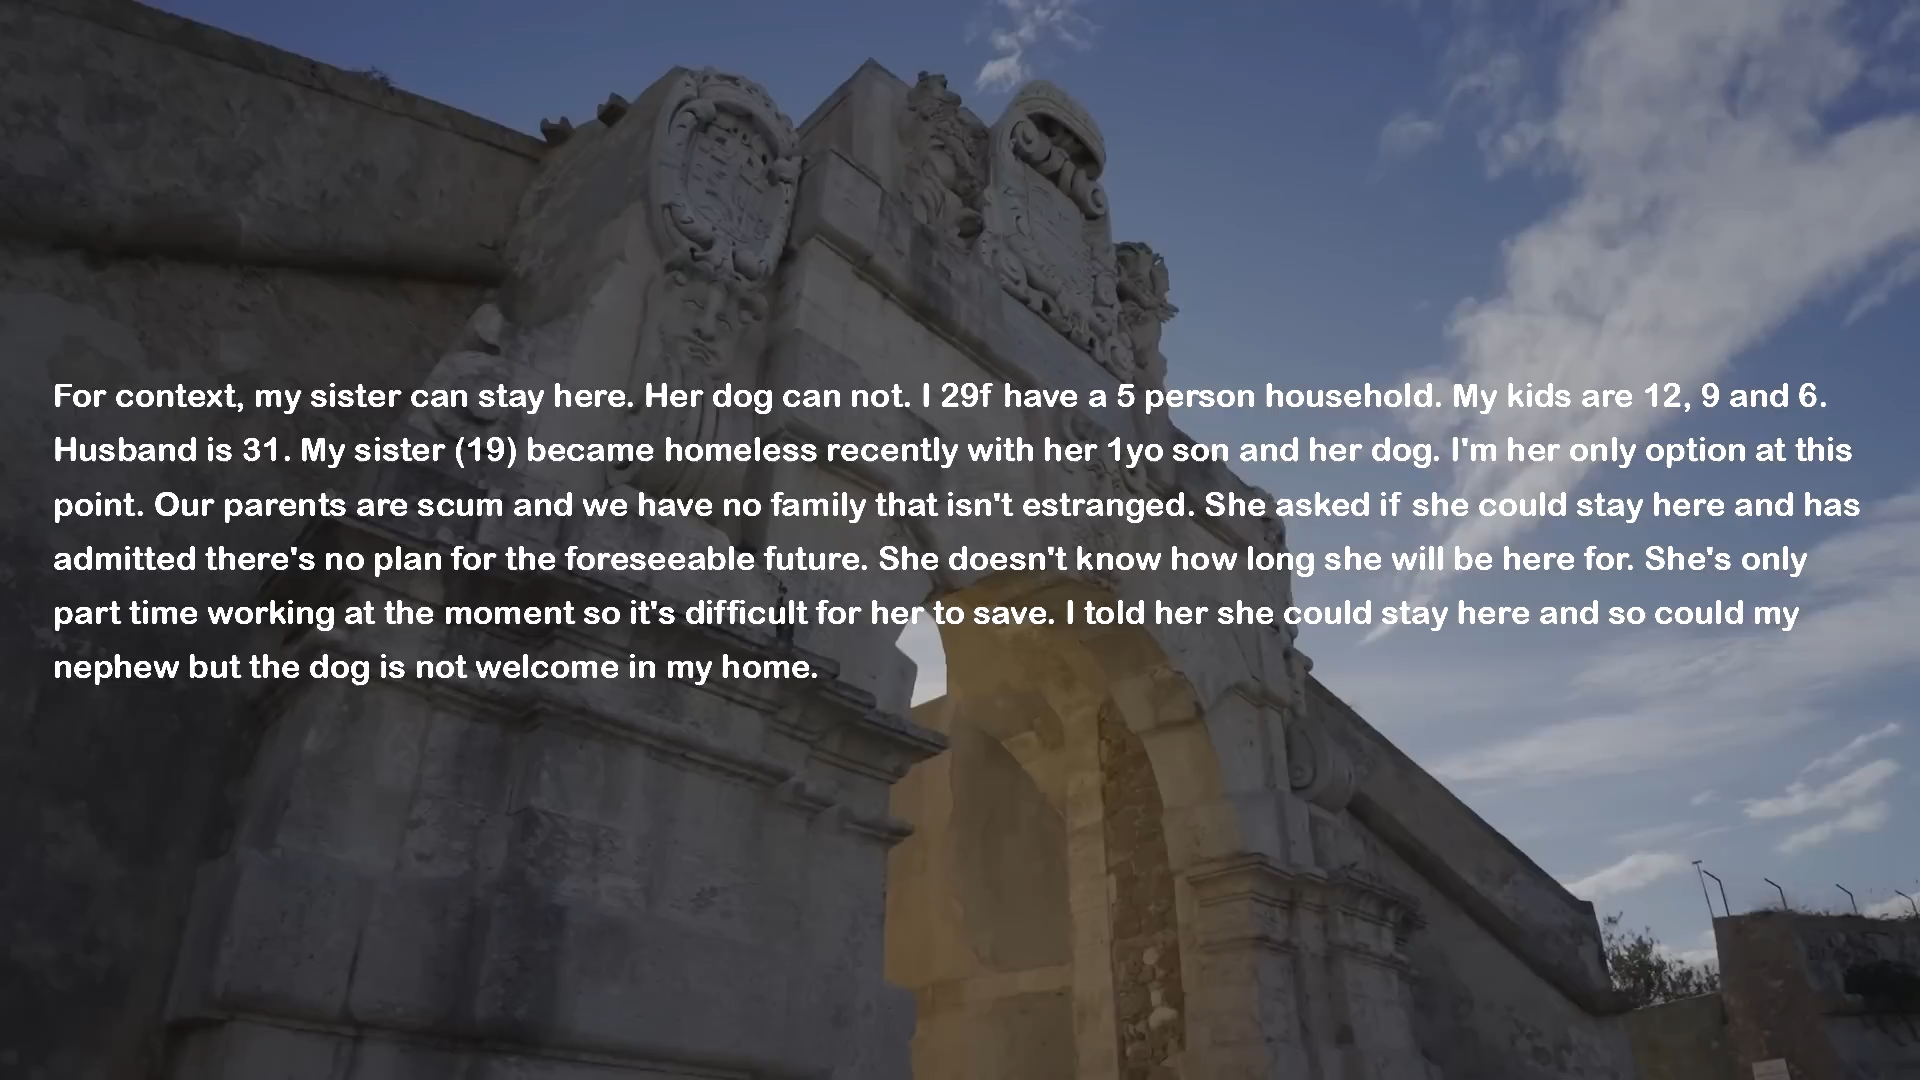 For context, my sister can stay here. Her dog can not. I 29f have a 5 person household. My kids are 12, 9 and 6.
Husband is 31. My sister (19) became homeless recently with her 1yo son and her dog. I'm her only option at this
point. Our parents are scum and we have no family that isn't estranged. She asked if she could stay here and has
admitted there's no plan for the foreseeable future. She doesn't know how long she will be here for. She's only
part time working at the moment so it's difficult for her to save. I told her she could stay here and so could my
nephew but the dog is not welcome in my home.